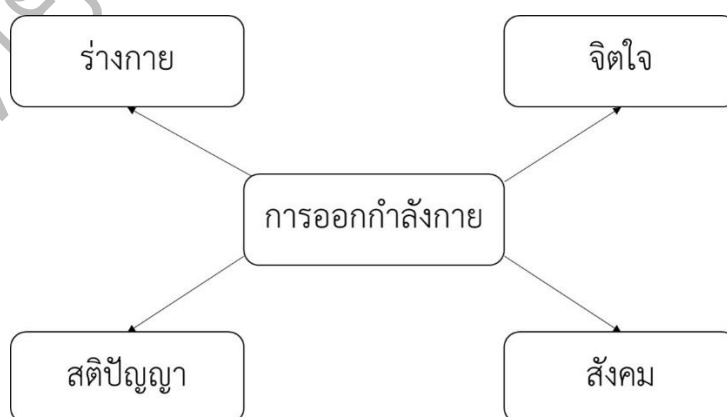 ร่างกาย
จิตใจ
การออกกำลังกาย
สติปัญญา
สังคม